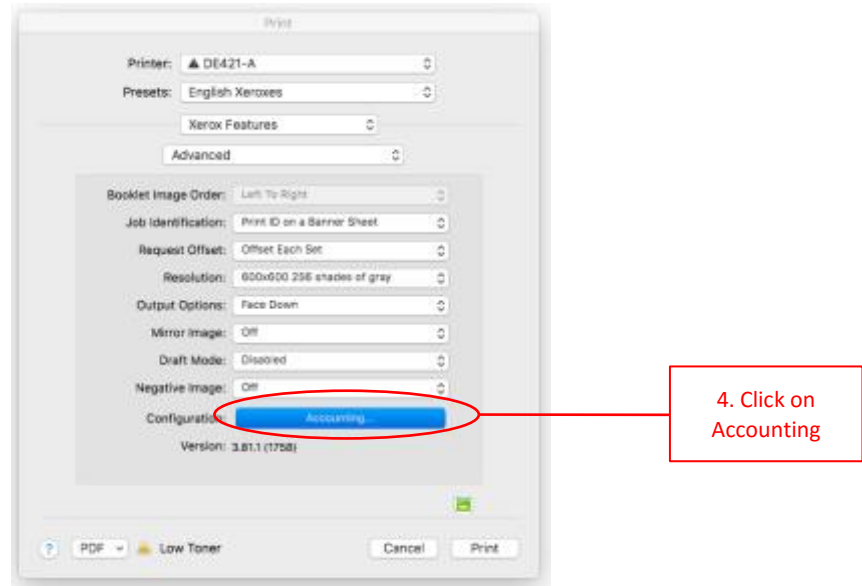 Print
Printer: DE421-A
Presets: English Xeroxes
Xerox Features
Advanced
Booklet Image Order: Left To Right
Job Identification: Print ID on a Banner Sheet
Request Offset: Offset Each Set
Resolution: 600x600 256 shades of gray
Output Options: Face Down
Mirror Image: Off
Draft Mode: Disabled
Negative Image: Off
Configuration: Accounting...
Version: 3.81.1 (1758)
4. Click on
Accounting
? PDF Low Toner Cancel Print